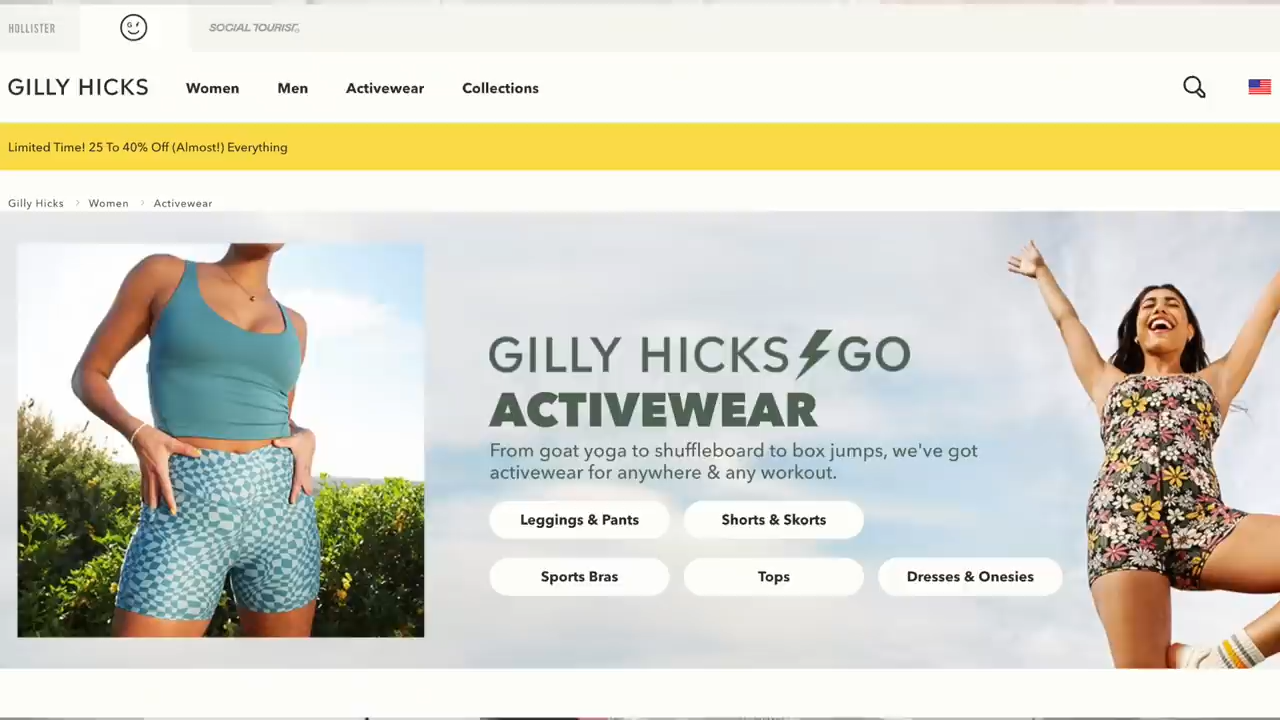 HOLLISTER
SOCIAL TOURIST
GILLY HICKS
Women
Men
Activewear
Collections
Limited Time! 25 To 40% Off (Almost!) Everything
Gilly Hicks > Women > Activewear
GILLY HICKS GO
ACTIVEWEAR
From goat yoga to shuffleboard to box jumps, we've got
activewear for anywhere & any workout.
Leggings & Pants
Shorts & Skorts
Sports Bras
Tops
Dresses & Onesies